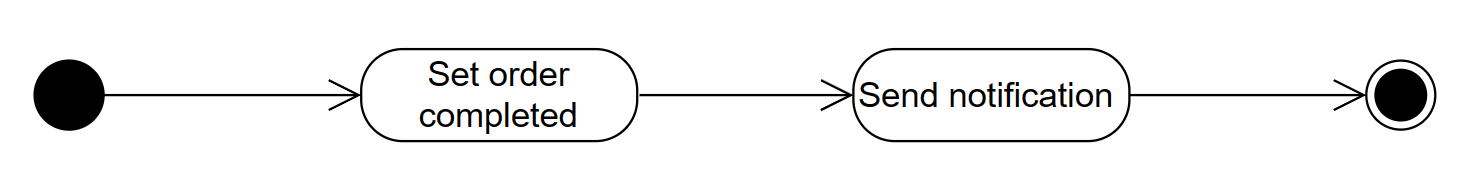 Set order
completed
Send notification